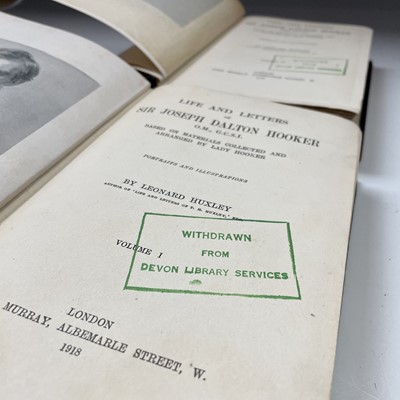 LIFE AND LETTERS
OF
SIR JOSEPH DALTON HOOKER
O.M., G.C.S.I.
BASED ON MATERIALS COLLECTED AND
ARRANGED BY LADY HOOKER
PORTRAITS AND ILLUSTRATIONS
BY LEONARD HUXLEY
AUTHOR OF 'LIFE AND LETTERS OF T. H. HUXLEY,' ETC.
VOLUME I
WITHDRAWN
FROM
DEVON LIBRARY SERVICES
LONDON
MURRAY, ALBEMARLE STREET, W.
1918